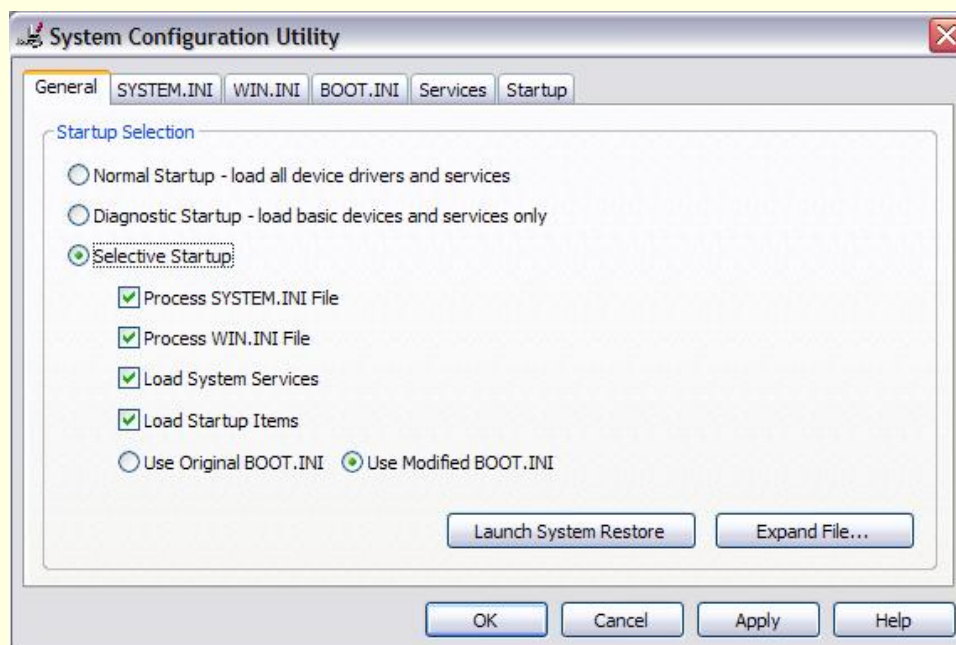 System Configuration Utility
General SYSTEM.INI WIN.INI BOOT.INI Services Startup
Startup Selection
Normal Startup - load all device drivers and services
Diagnostic Startup - load basic devices and services only
Selective Startup
Process SYSTEM.INI File
Process WIN.INI File
Load System Services
Load Startup Items
Use Original BOOT.INI Use Modified BOOT.INI
Launch System Restore Expand File...
OK Cancel Apply Help